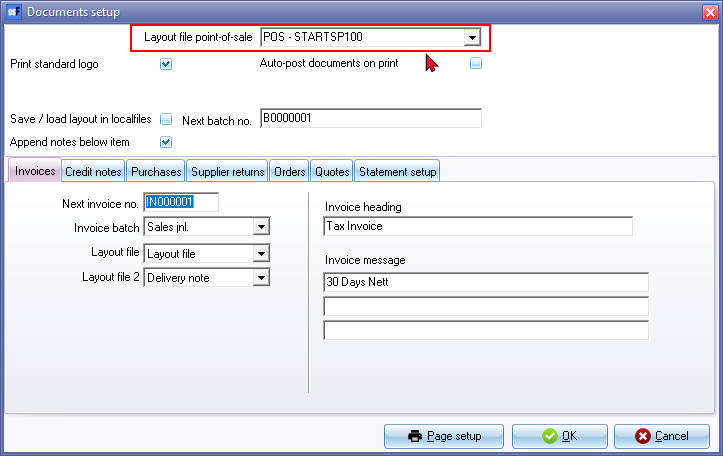 Documents setup
Layout file point-of-sale POS - STARTSP100
Print standard logo Auto-post documents on print
Save / load layout in localfiles Next batch no. B0000001
Append notes below item
Invoices Credit notes Purchases Supplier returns Orders Quotes Statement setup
Next invoice no. IN000001
Invoice batch Sales jnl.
Layout file Layout file
Layout file 2 Delivery note
Invoice heading
Tax Invoice
Invoice message
30 Days Nett
Page setup OK Cancel